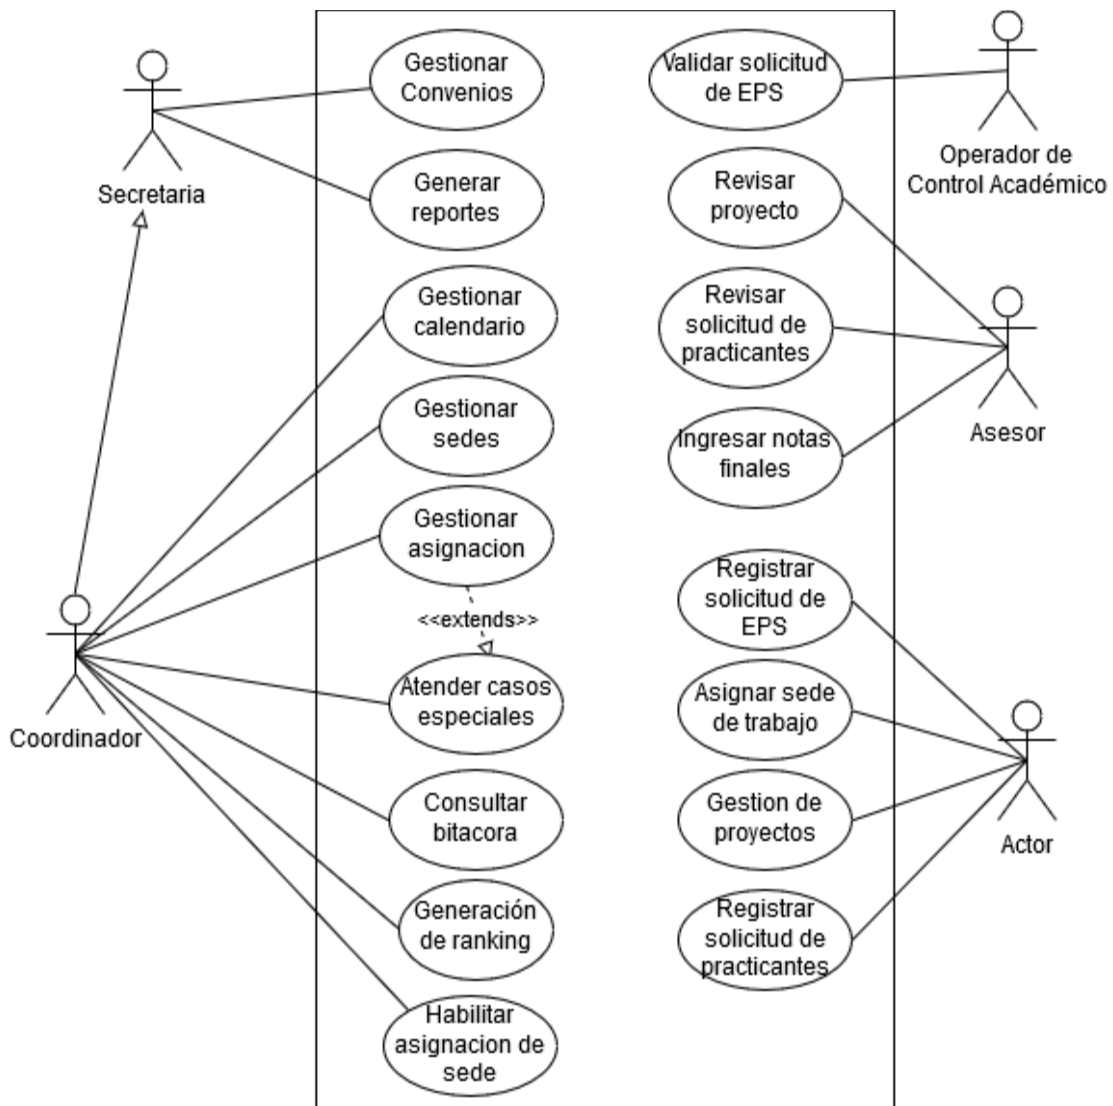 Secretaria
Gestionar
Convenios
Generar
reportes
Gestionar
calendario
Gestionar
sedes
Gestionar
asignacion
<<extends>>
Coordinador
Atender casos
especiales
Consultar
bitacora
Generación
de ranking
Habilitar
asignacion de
sede
Validar solicitud
de EPS
Operador de
Control Académico
Revisar
proyecto
Revisar
solicitud de
practicantes
Asesor
Ingresar notas
finales
Registrar
solicitud de
EPS
Asignar sede
de trabajo
Gestion de
proyectos
Actor
Registrar
solicitud de
practicantes